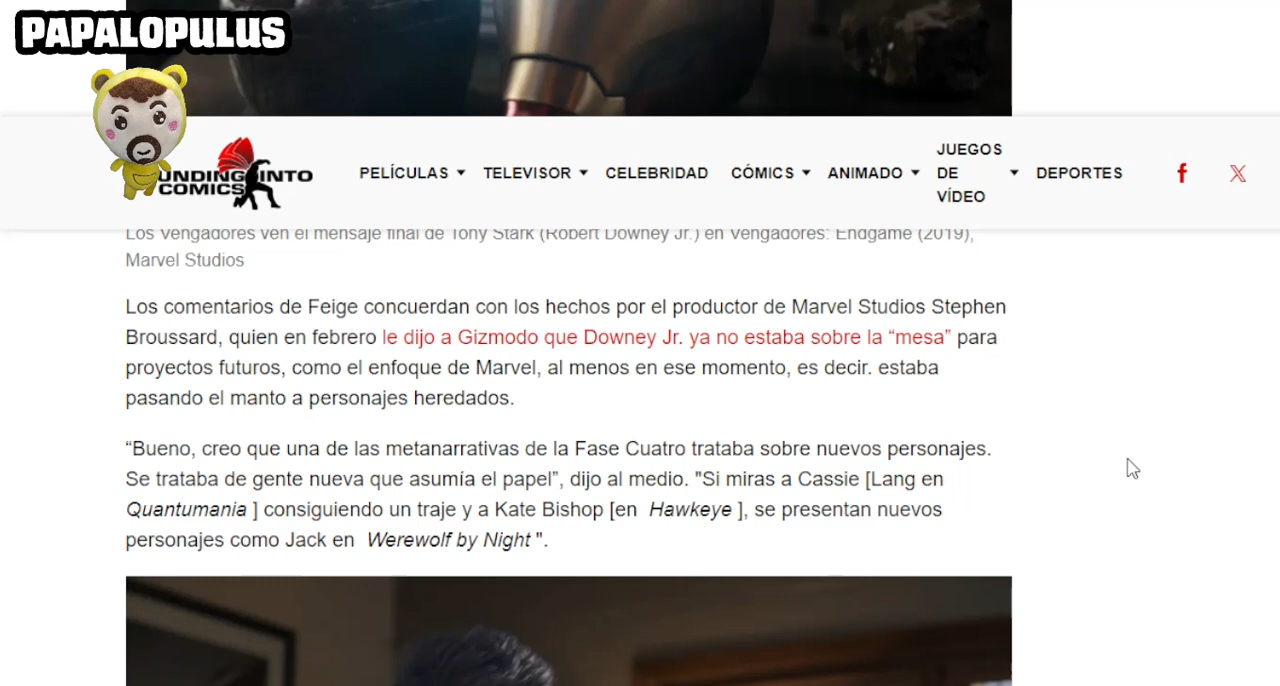 PAPALOPULUS
UNDING INTO
COMICS
PELÍCULAS
TELEVISOR
CELEBRIDAD
CÓMICS
ANIMADO
JUEGOS
DE
VÍDEO
DEPORTES
Los Vengadores ven el mensaje final de Tony Stark (Robert Downey Jr.) en Vengadores: Endgame (2019),
Marvel Studios
Los comentarios de Feige concuerdan con los hechos por el productor de Marvel Studios Stephen
Broussard, quien en febrero le dijo a Gizmodo que Downey Jr. ya no estaba sobre la “mesa” para
proyectos futuros, como el enfoque de Marvel, al menos en ese momento, es decir. estaba
pasando el manto a personajes heredados.
“Bueno, creo que una de las metanarrativas de la Fase Cuatro trataba sobre nuevos personajes.
Se trataba de gente nueva que asumía el papel”, dijo al medio. "Si miras a Cassie [Lang en
Quantumania ] consiguiendo un traje y a Kate Bishop [en Hawkeye ], se presentan nuevos
personajes como Jack en Werewolf by Night ".